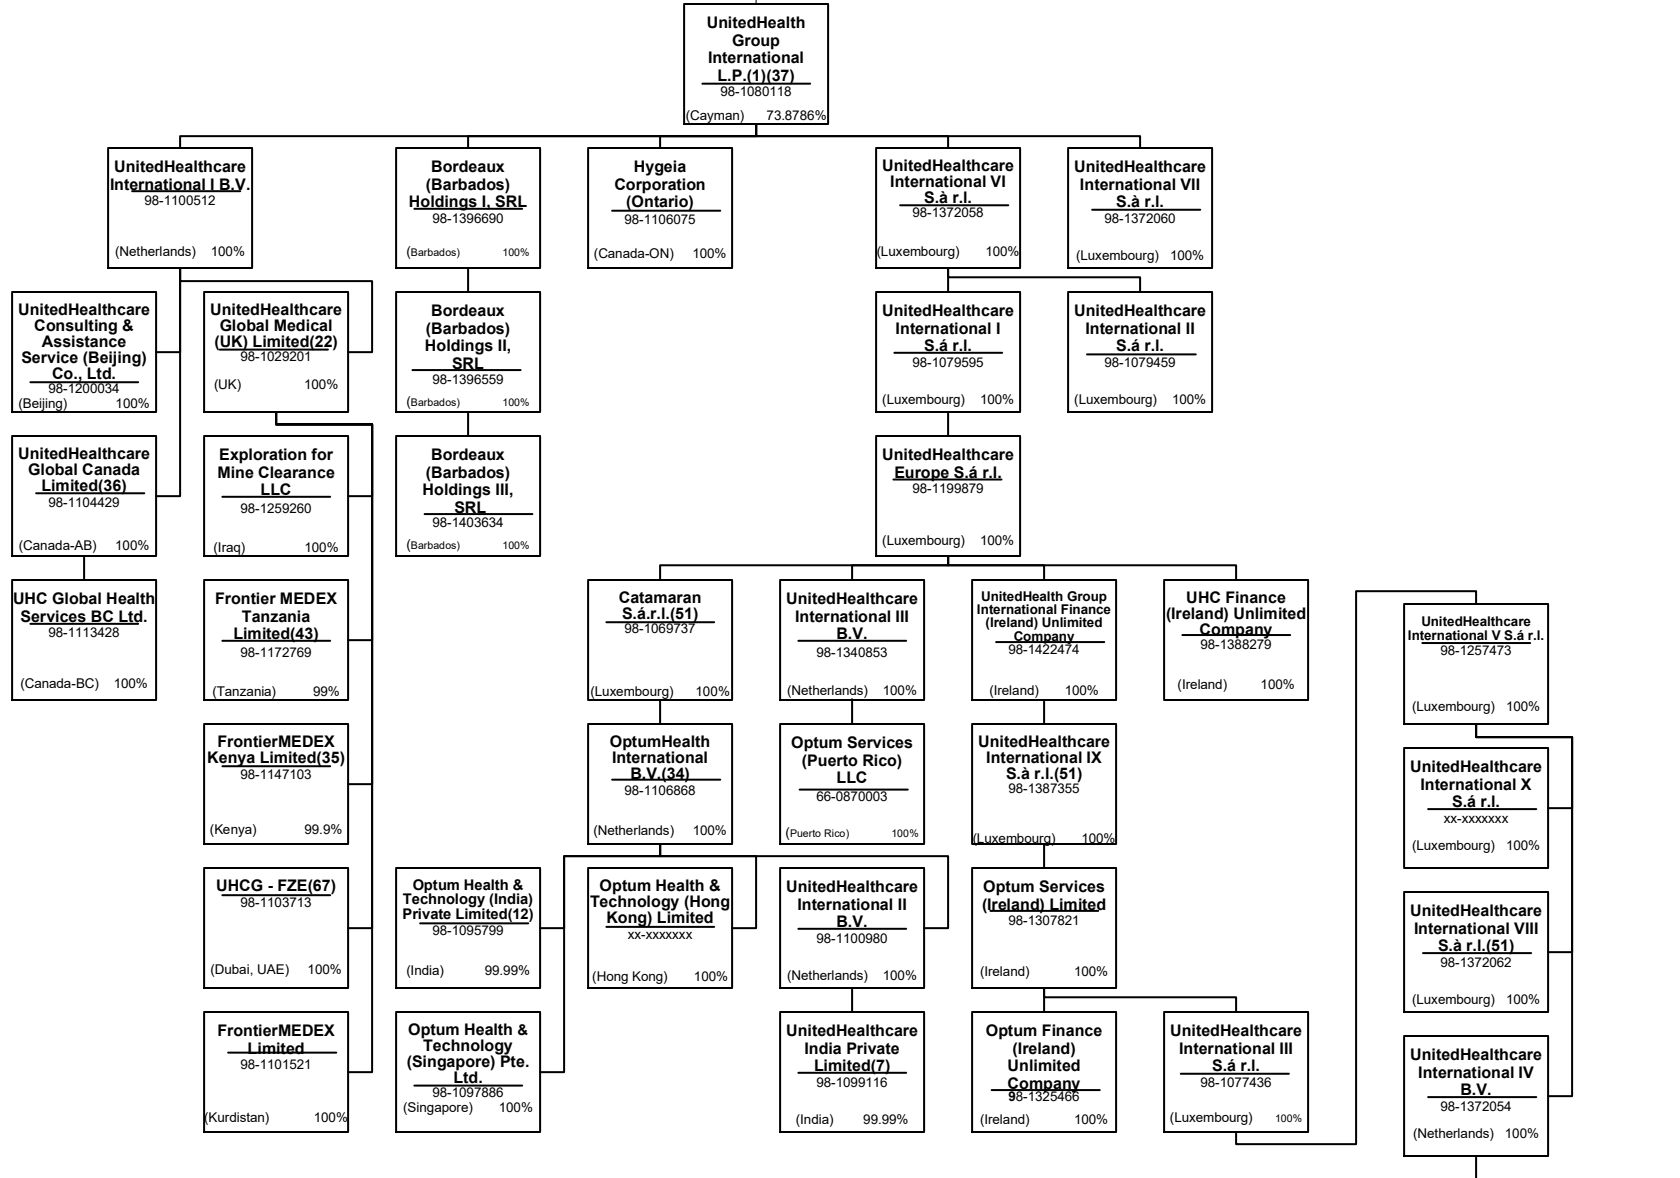 UnitedHealth
Group
International
L.P.(1)(37)
98-1080118
(Cayman) 73.8786%
UnitedHealthcare
International I B.V.
98-1100512
(Netherlands) 100%
Bordeaux
(Barbados)
Holdings I, SRL
98-1396690
(Barbados) 100%
Hygeia
Corporation
(Ontario)
98-1106075
(Canada-ON) 100%
UnitedHealthcare
International VI
S.à r.l.
98-1372058
(Luxembourg) 100%
UnitedHealthcare
International VII
S.à r.l.
98-1372060
(Luxembourg) 100%
UnitedHealthcare
Consulting &
Assistance
Service (Beijing)
Co., Ltd.
98-1200034
(Beijing) 100%
UnitedHealthcare
Global Medical
(UK) Limited(22)
98-1029201
(UK) 100%
Bordeaux
(Barbados)
Holdings II,
SRL
98-1396559
(Barbados) 100%
UnitedHealthcare
International I
S.á r.l.
98-1079595
(Luxembourg) 100%
UnitedHealthcare
International II
S.á r.l.
98-1079459
(Luxembourg) 100%
UnitedHealthcare
Global Canada
Limited(36)
98-1104429
(Canada-AB) 100%
Exploration for
Mine Clearance
LLC
98-1259260
(Iraq) 100%
Bordeaux
(Barbados)
Holdings III,
SRL
98-1403634
(Barbados) 100%
UnitedHealthcare
Europe S.á r.l.
98-1199879
(Luxembourg) 100%
UHC Global Health
Services BC Ltd.
98-1113428
(Canada-BC) 100%
Frontier MEDEX
Tanzania
Limited(43)
98-1172769
(Tanzania) 99%
Catamaran
S.á.r.l.(51)
98-1069737
(Luxembourg) 100%
UnitedHealthcare
International III
B.V.
98-1340853
(Netherlands) 100%
UnitedHealth Group
International Finance
(Ireland) Unlimited
Company
98-1422474
(Ireland) 100%
UHC Finance
(Ireland) Unlimited
Company
98-1388279
(Ireland) 100%
UnitedHealthcare
International V S.á r.l.
98-1257473
(Luxembourg) 100%
FrontierMEDEX
Kenya Limited(35)
98-1147103
(Kenya) 99.9%
OptumHealth
International
B.V.(34)
98-1106868
(Netherlands) 100%
Optum Services
(Puerto Rico)
LLC
66-0870003
(Puerto Rico) 100%
UnitedHealthcare
International IX
S.à r.l.(51)
98-1387355
(Luxembourg) 100%
UnitedHealthcare
International X
S.á r.l.
xx-xxxxxxx
(Luxembourg) 100%
UHCG - FZE(67)
98-1103713
(Dubai, UAE) 100%
Optum Health &
Technology (India)
Private Limited(12)
98-1095799
(India) 99.99%
Optum Health &
Technology (Hong
Kong) Limited
xx-xxxxxxx
(Hong Kong) 100%
UnitedHealthcare
International II
B.V.
98-1100980
(Netherlands) 100%
Optum Services
(Ireland) Limited
98-1307821
(Ireland) 100%
UnitedHealthcare
International VIII
S.à r.l.(51)
98-1372062
(Luxembourg) 100%
FrontierMEDEX
Limited
98-1101521
(Kurdistan) 100%
Optum Health &
Technology
(Singapore) Pte.
Ltd.
98-1097886
(Singapore) 100%
UnitedHealthcare
India Private
Limited(7)
98-1099116
(India) 99.99%
Optum Finance
(Ireland)
Unlimited
Company
98-1325466
(Ireland) 100%
UnitedHealthcare
International III
S.á r.l.
98-1077436
(Luxembourg) 100%
UnitedHealthcare
International IV
B.V.
98-1372054
(Netherlands) 100%